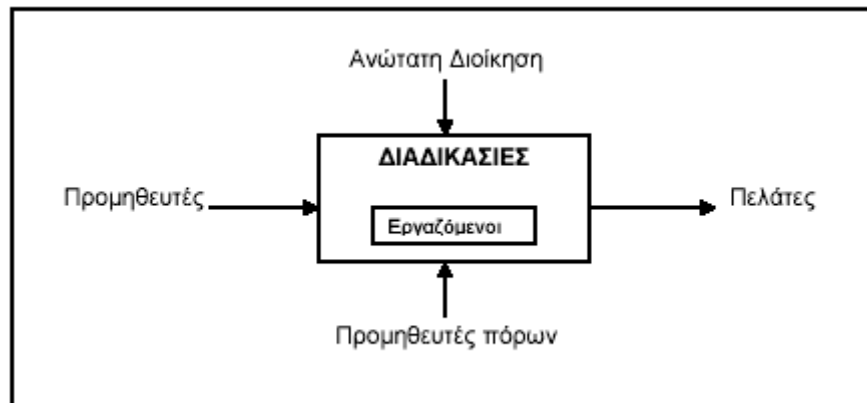 Ανώτατη Διοίκηση
ΔΙΑΔΙΚΑΣΙΕΣ
Προμηθευτές
Πελάτες
Εργαζόμενοι
Προμηθευτές πόρων